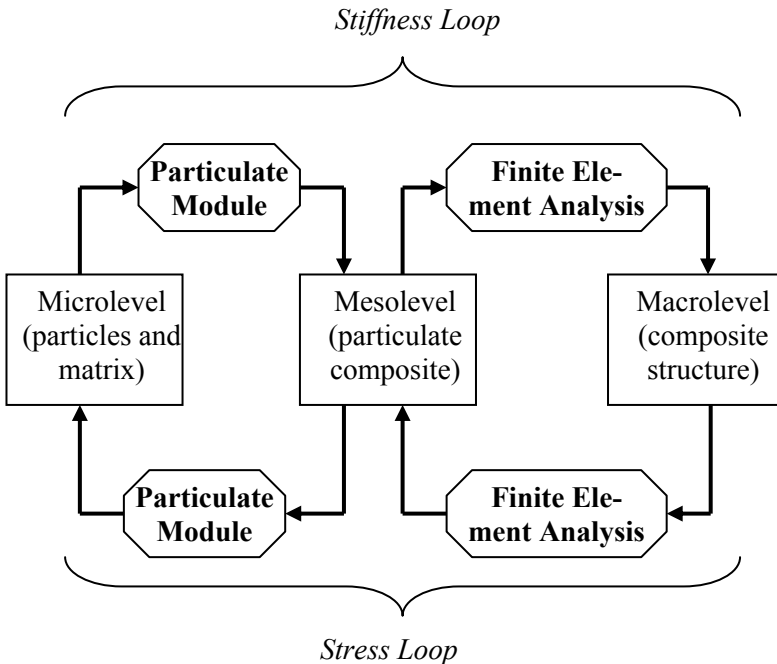 Stiffness Loop
Particulate
Module
Finite Ele-
ment Analysis
Microlevel
(particles and
matrix)
Mesolevel
(particulate
composite)
Macrolevel
(composite
structure)
Particulate
Module
Finite Ele-
ment Analysis
Stress Loop